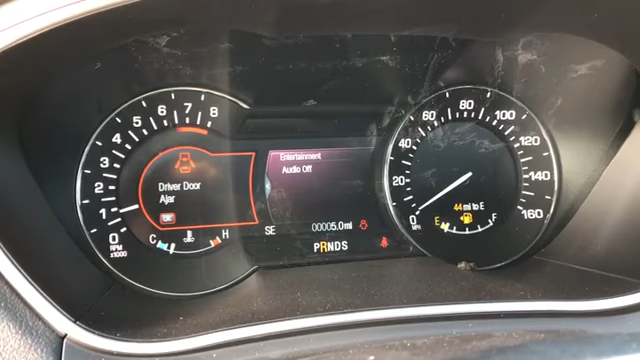 0 1 2 3 4 5 6 7 8
RPM
x1000
Driver Door
Ajar
OK
C H
Entertainment
Audio Off
SE 00005.0mi
PRNDS
0 20 40 60 80 100 120 140 160
MPH
44 mi to E
E F